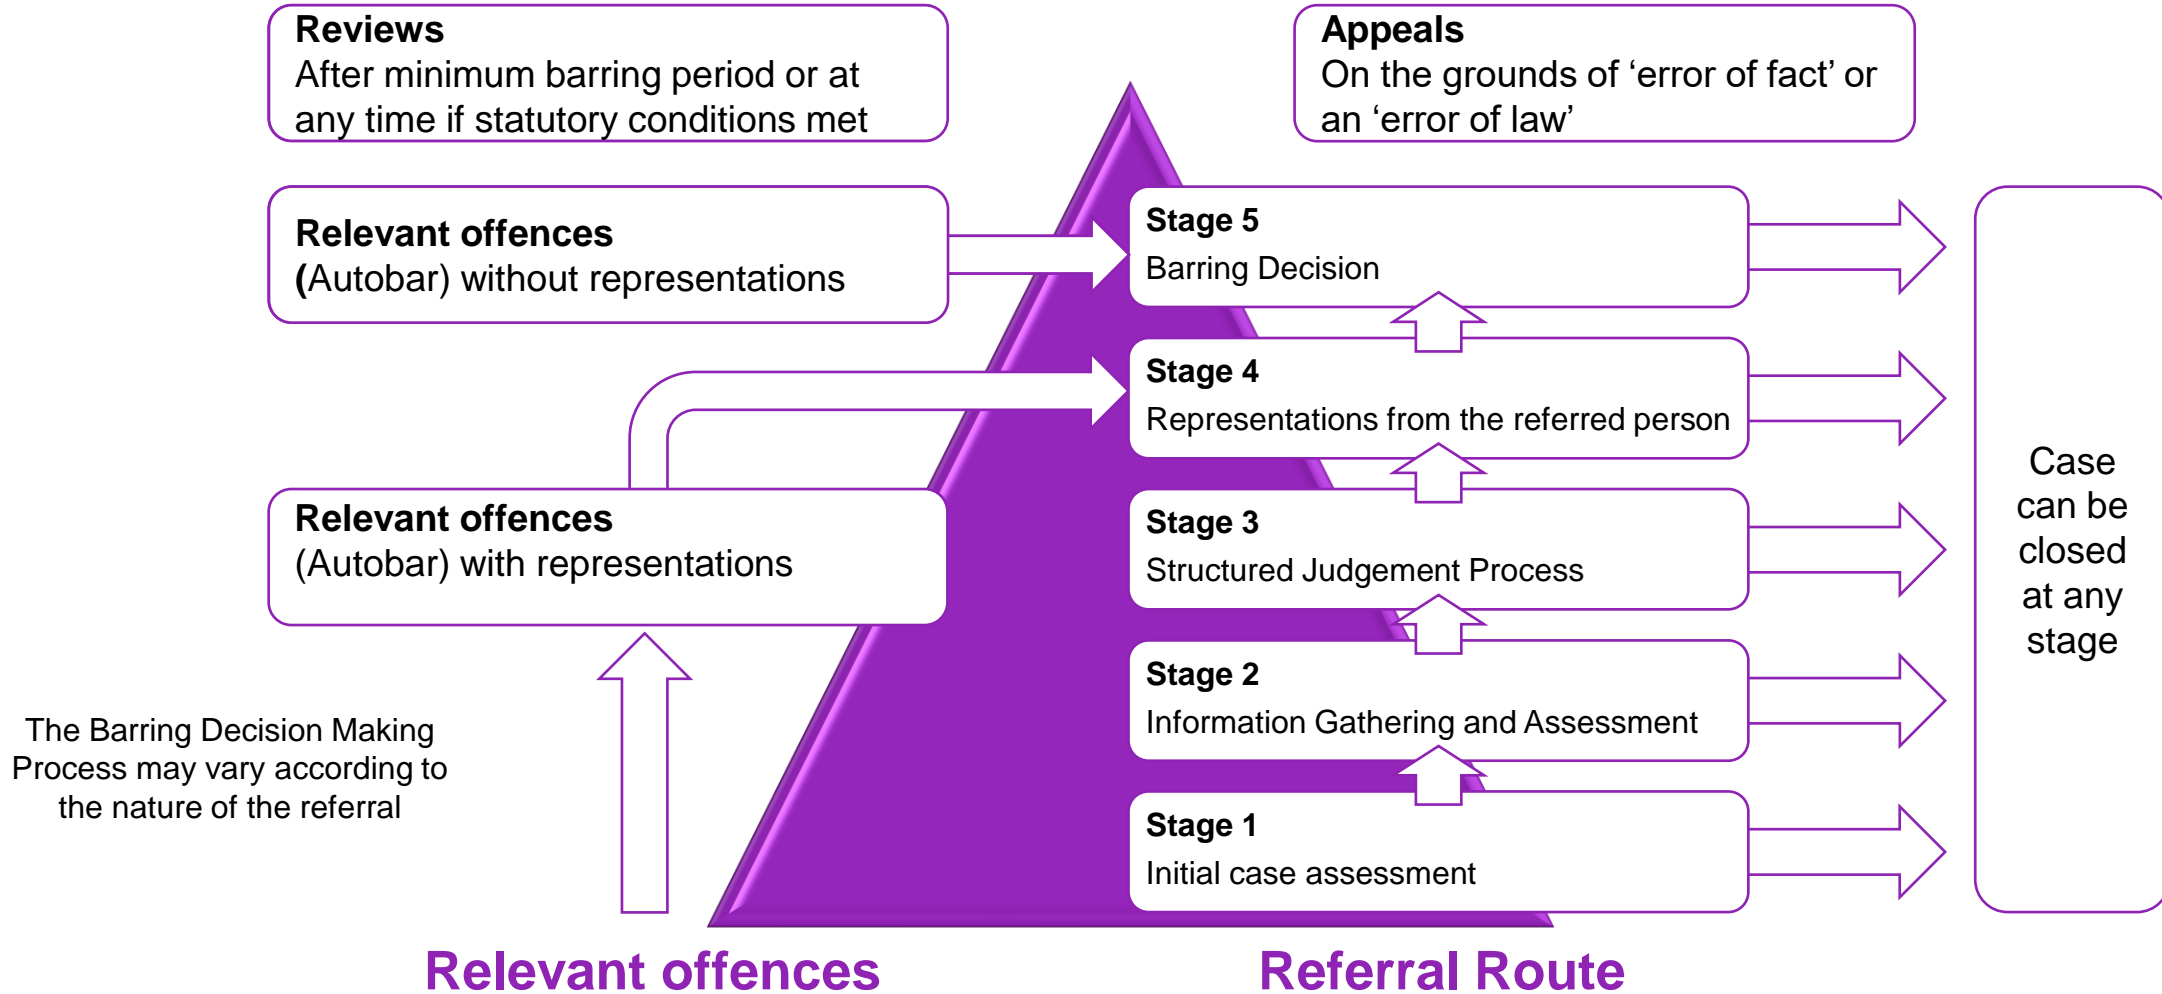 Reviews
After minimum barring period or at
any time if statutory conditions met
Appeals
On the grounds of ‘error of fact’ or
an ‘error of law’
Relevant offences
(Autobar) without representations
Relevant offences
(Autobar) with representations
The Barring Decision Making
Process may vary according to
the nature of the referral
Stage 5
Barring Decision
Stage 4
Representations from the referred person
Stage 3
Structured Judgement Process
Stage 2
Information Gathering and Assessment
Stage 1
Initial case assessment
Case
can be
closed
at any
stage
Relevant offences
Referral Route